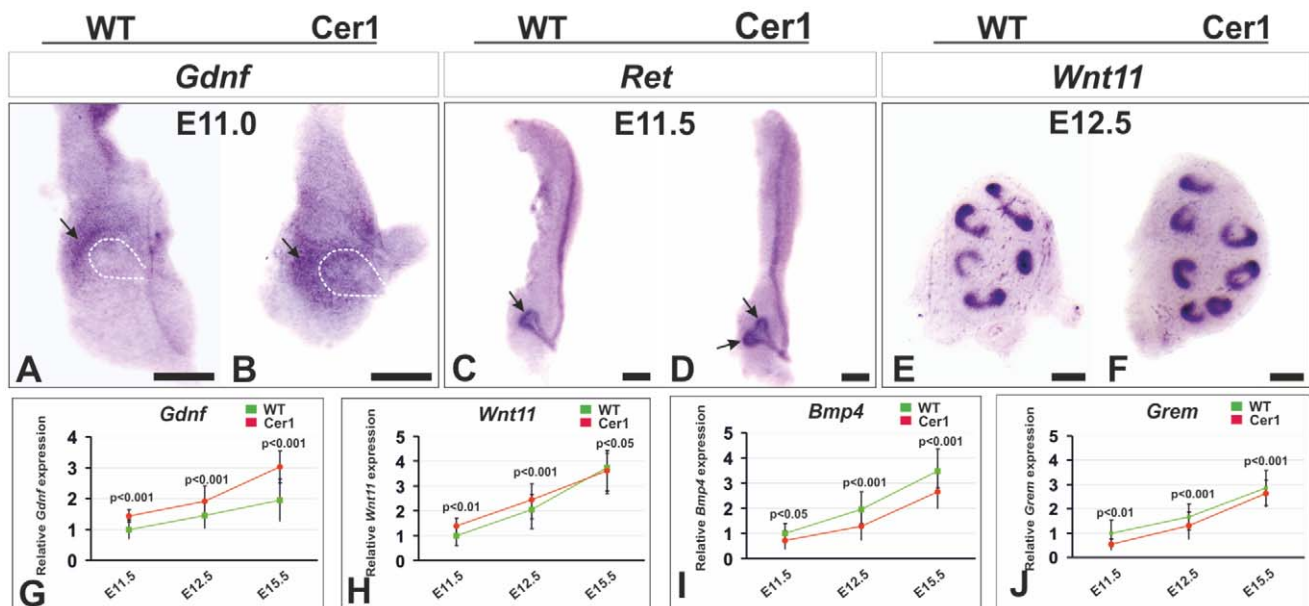 WT Cer1 WT Cer1 WT Cer1
Gdnf Ret Wnt11
E11.0 E11.5 E12.5
A B C D E F
Gdnf
WT
Cer1
Relative Gdnf expression
4
3
2
1
0
p<0.001
p<0.001
p<0.001
E11.5
E12.5
E15.5
G
Wnt11
WT
Cer1
Relative Wnt11 expression
5
4
3
2
1
0
p<0.01
p<0.001
p<0.05
E11.5
E12.5
E15.5
H
Bmp4
WT
Cer1
Relative Bmp4 expression
5
4
3
2
1
0
p<0.05
p<0.001
p<0.001
E11.5
E12.5
E15.5
I
Grem
WT
Cer1
Relative Grem expression
5
4
3
2
1
0
p<0.01
p<0.001
p<0.001
E11.5
E12.5
E15.5
J